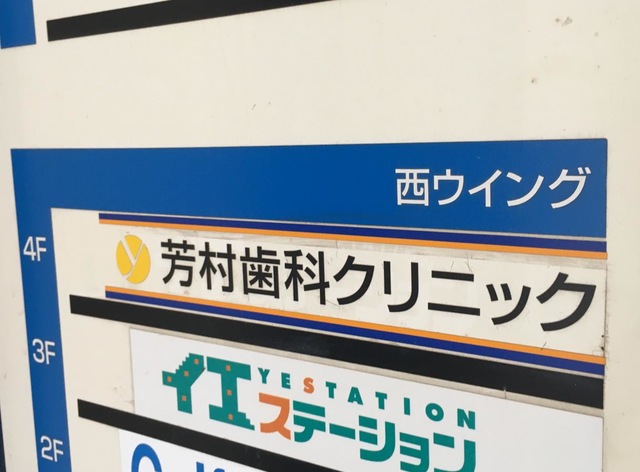 西ウイング
4F
y 芳村歯科クリニック
3F
YESTATION
イエステーション
2F